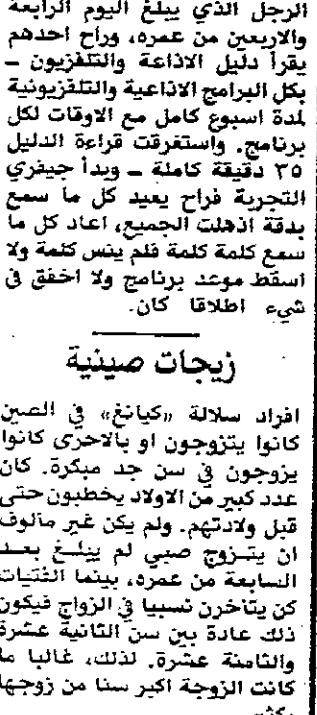 الرجل الذي يبلغ اليوم الرابعة
والاربعين من عمره، وراح احدهم
يقرأ دليل الاذاعة والتلفزيون -
بكل البرامج الاذاعية والتلفزيونية
لمدة اسبوع كامل مع الاوقات لكل
برنامج. واستغرقت قراءة الدليل
٣٥ دقيقة كاملة - وبدأ جيفري
التجربة فراح يعيد كل ما سمع
بدقة اذهلت الجميع، اعاد كل ما
سمع كلمة كلمة فلم ينس كلمة ولا
اسقط موعد برنامج ولا اخفق في
شيء اطلاقا كان.
زيجات صينية
افراد سلالة «كيانغ» في الصين
كانوا يتزوجون او بالاحرى كانوا
يزوجون في سن جد مبكرة. كان
عدد كبير من الاولاد يخطبون حتى
قبل ولادتهم. ولم يكن غير مألوف
ان يتزوج صبي لم يبلغ بعد
السابعة من عمره، بينما الفتيات
كن يتاخرن نسبيا في الزواج فيكون
ذلك عادة بين سن الثانية عشرة
والثامنة عشرة. لذلك، غالبا ما
كانت الزوجة اكبر سنا من زوجها